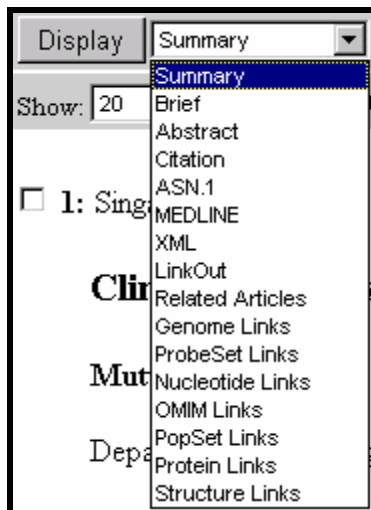 Display Summary
Summary
Show: 20 Brief
Abstract
Citation
1: Sing ASN.1
MEDLINE
XML
LinkOut
Clin Related Articles
Genome Links
ProbeSet Links
Mut Nucleotide Links
OMIM Links
PopSet Links
Depa Protein Links
Structure Links